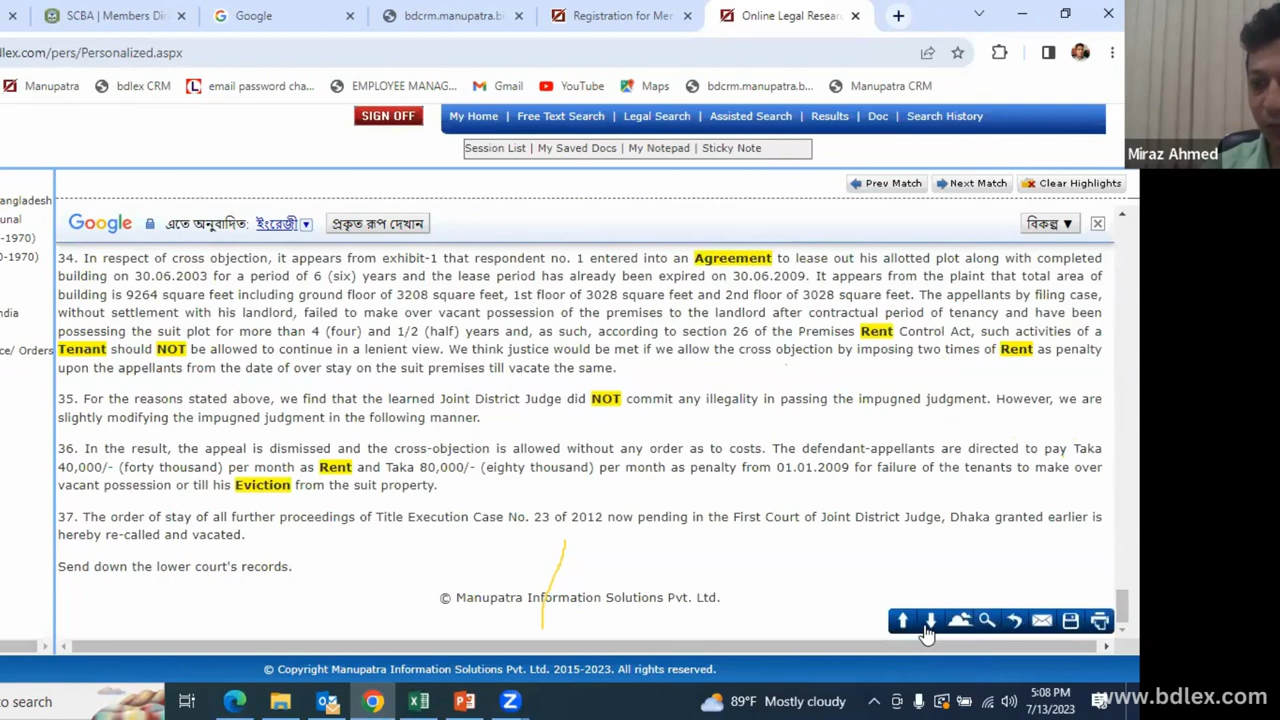 SCBA | Members Di
Google
bdcrm.manupatra.b
Registration for Mer
Online Legal Resear
lex.com/pers/Personalized.aspx
Manupatra
bdlex CRM
email password cha...
EMPLOYEE MANAG...
Gmail
YouTube
Maps
bdcrm.manupatra.b...
Manupatra CRM
SIGN OFF
My Home | Free Text Search | Legal Search | Assisted Search | Results | Doc | Search History
Session List | My Saved Docs | My Notepad | Sticky Note
Miraz Ahmed
Prev Match
Next Match
Clear Highlights
angladesh
unal
-1970)
0-1970)
ndia
ce/ Orders
Google এতে অনুবাদিত: ইংরেজী ▼ প্রকৃত রূপ দেখান
বিকল্প ▼
34. In respect of cross objection, it appears from exhibit-1 that respondent no. 1 entered into an Agreement to lease out his allotted plot along with completed
building on 30.06.2003 for a period of 6 (six) years and the lease period has already been expired on 30.06.2009. It appears from the plaint that total area of
building is 9264 square feet including ground floor of 3208 square feet, 1st floor of 3028 square feet and 2nd floor of 3028 square feet. The appellants by filing case,
without settlement with his landlord, failed to make over vacant possession of the premises to the landlord after contractual period of tenancy and have been
possessing the suit plot for more than 4 (four) and 1/2 (half) years and, as such, according to section 26 of the Premises Rent Control Act, such activities of a
Tenant should NOT be allowed to continue in a lenient view. We think justice would be met if we allow the cross objection by imposing two times of Rent as penalty
upon the appellants from the date of over stay on the suit premises till vacate the same.
35. For the reasons stated above, we find that the learned Joint District Judge did NOT commit any illegality in passing the impugned judgment. However, we are
slightly modifying the impugned judgment in the following manner.
36. In the result, the appeal is dismissed and the cross-objection is allowed without any order as to costs. The defendant-appellants are directed to pay Taka
40,000/- (forty thousand) per month as Rent and Taka 80,000/- (eighty thousand) per month as penalty from 01.01.2009 for failure of the tenants to make over
vacant possession or till his Eviction from the suit property.
37. The order of stay of all further proceedings of Title Execution Case No. 23 of 2012 now pending in the First Court of Joint District Judge, Dhaka granted earlier is
hereby re-called and vacated.
Send down the lower court's records.
© Manupatra Information Solutions Pvt. Ltd.
© Copyright Manupatra Information Solutions Pvt. Ltd. 2015-2023. All rights reserved.
to search
89°F Mostly cloudy
5:08 PM
7/13/2023
www.bdlex.com